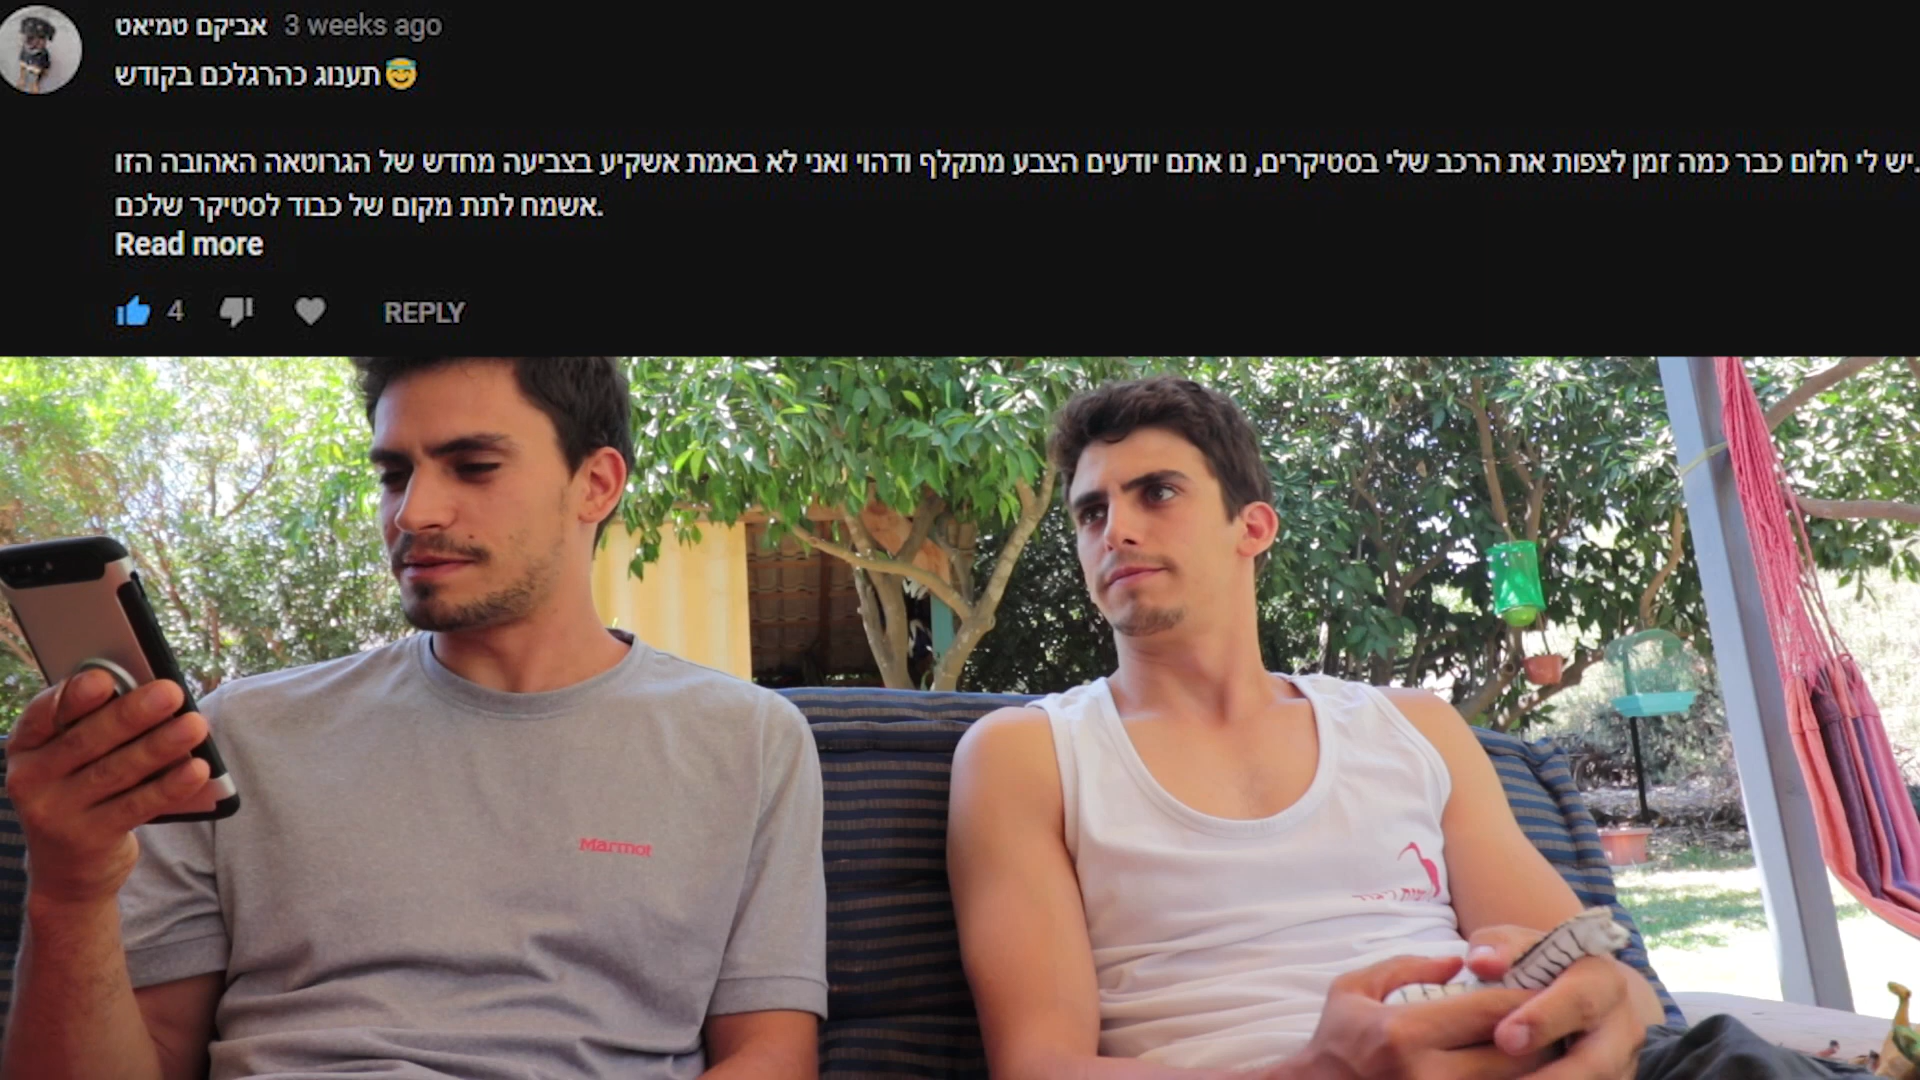 אביקם טמיאט 3 weeks ago
תענוג כהרגלכם בקודש😇
יש לי חלום כבר כמה זמן לצפות את הרכב שלי בסטיקרים, נו אתם יודעים הצבע מתקלף ודהוי ואני לא באמת אשקיע בצביעה מחדש של הגרוטאה האהובה הזו.
אשמח לתת מקום של כבוד לסטיקר שלכם.
Read more
4 REPLY
Marmot